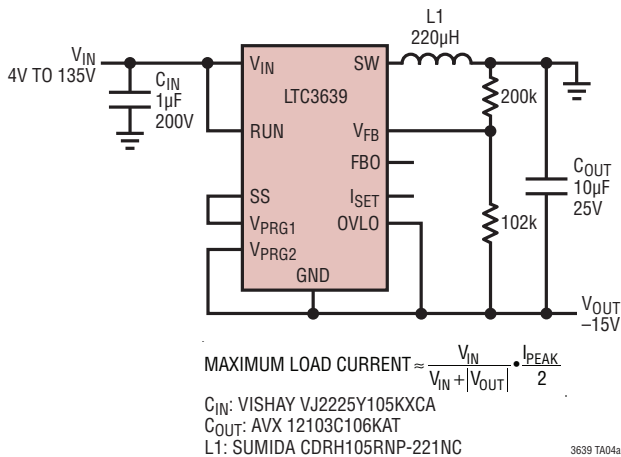 L1
220µH
V_IN
4V TO 135V
C_IN
1µF
200V
V_IN
SW
LTC3639
200k
RUN
V_FB
FBO
C_OUT
10µF
25V
SS
I_SET
V_PRG1
OVLO
102k
V_PRG2
GND
V_OUT
–15V
MAXIMUM LOAD CURRENT ≈ V_IN / (V_IN + |V_OUT|) • I_PEAK / 2
C_IN: VISHAY VJ2225Y105KXCA
C_OUT: AVX 12103C106KAT
L1: SUMIDA CDRH105RNP-221NC
3639 TA04a